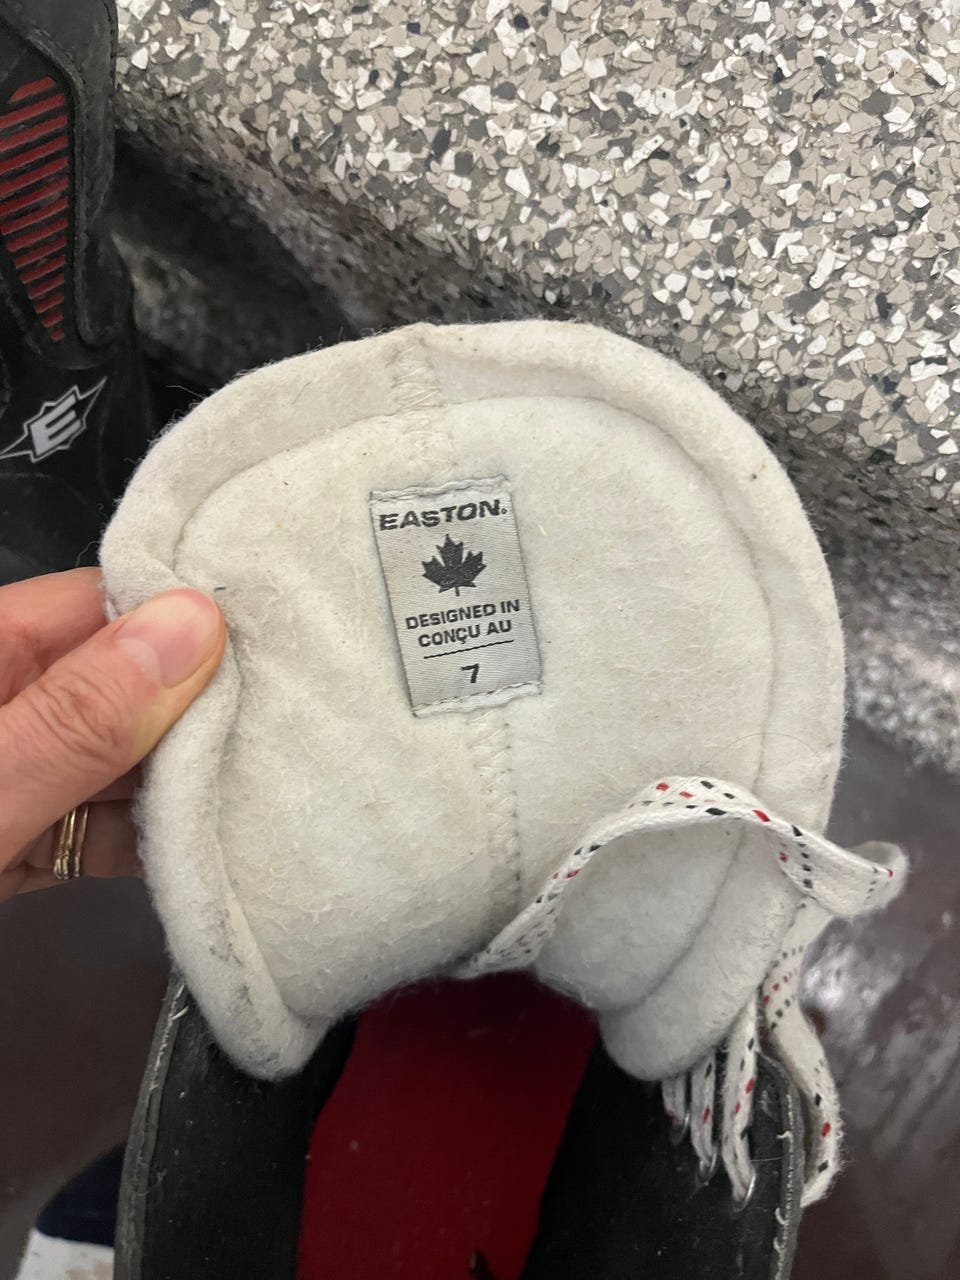 E
EASTON.
DESIGNED IN
CONÇU AU
7